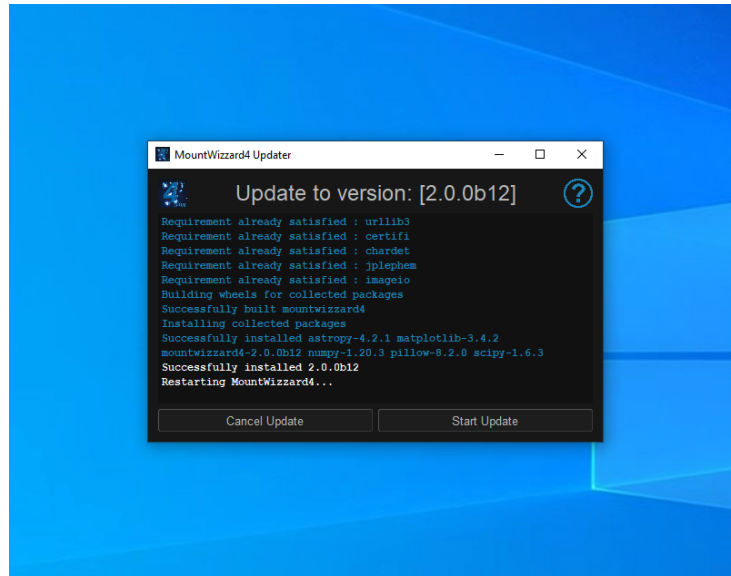 MountWizzard4 Updater
Update to version: [2.0.0b12]
?
Requirement already satisfied : urllib3
Requirement already satisfied : certifi
Requirement already satisfied : chardet
Requirement already satisfied : jplephem
Requirement already satisfied : imageio
Building wheels for collected packages
Successfully built mountwizzard4
Installing collected packages
Successfully installed astropy-4.2.1 matplotlib-3.4.2
mountwizzard4-2.0.0b12 numpy-1.20.3 pillow-8.2.0 scipy-1.6.3
Successfully installed 2.0.0b12
Restarting MountWizzard4...
Cancel Update
Start Update